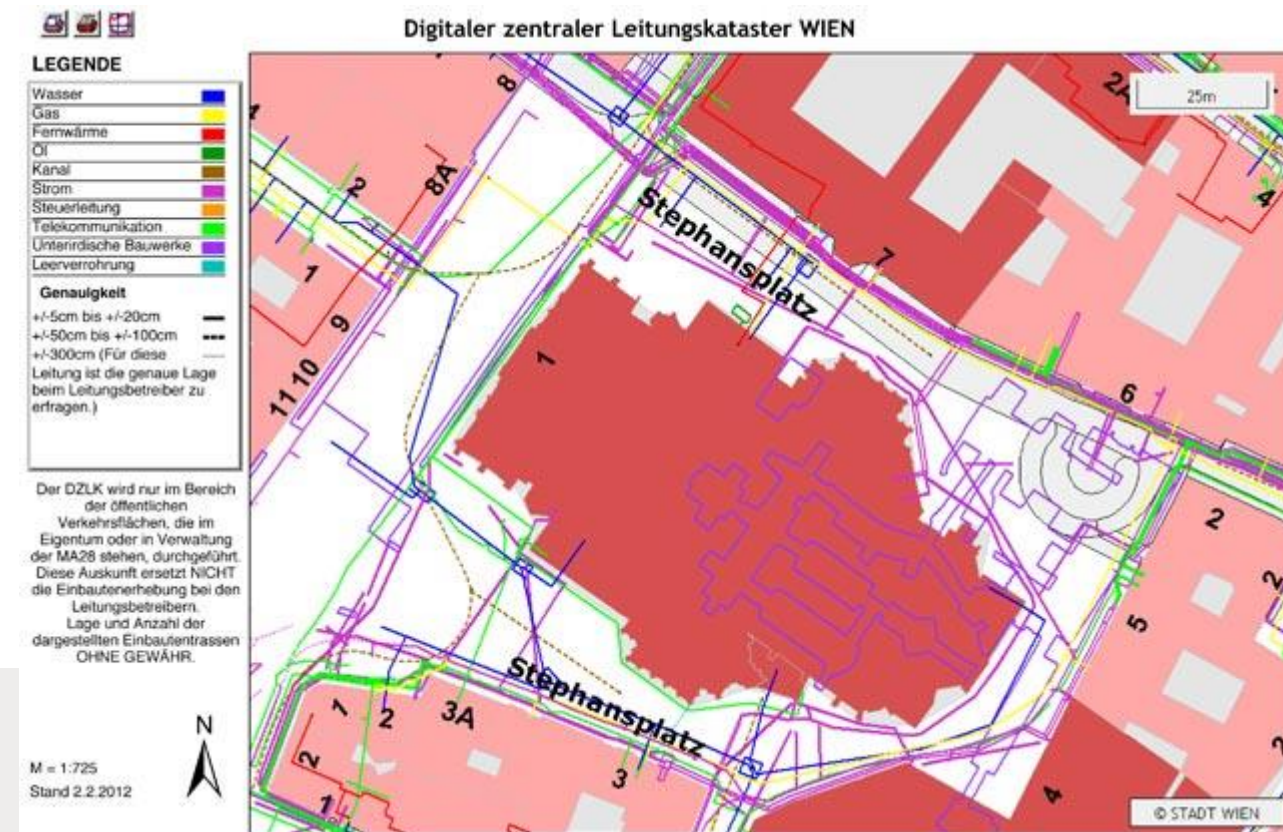 Digitaler zentraler Leitungskataster WIEN
LEGENDE
Wasser
Gas
Fernwärme
Öl
Kanal
Strom
Steuerleitung
Telekommunikation
Unterirdische Bauwerke
Leerverrohrung
Genauigkeit
+/-5cm bis +/-20cm
+/-50cm bis +/-100cm
+/-300cm (Für diese
Leitung ist die genaue Lage
beim Leitungsbetreiber zu
erfragen.)
Der DZLK wird nur im Bereich
der öffentlichen
Verkehrsflächen, die im
Eigentum oder in Verwaltung
der MA28 stehen, durchgeführt.
Diese Auskunft ersetzt NICHT
die Einbautenerhebung bei den
Leitungsbetreibern.
Lage und Anzahl der
dargestellten Einbautentrassen
OHNE GEWÄHR.
N
M = 1:725
Stand 2.2.2012
8
2A
25m
4
2
8A
1
9
11 10
Stephansplatz
7
1
6
2
5
Stephansplatz
1
2
3A
2
3
1
4
© STADT WIEN